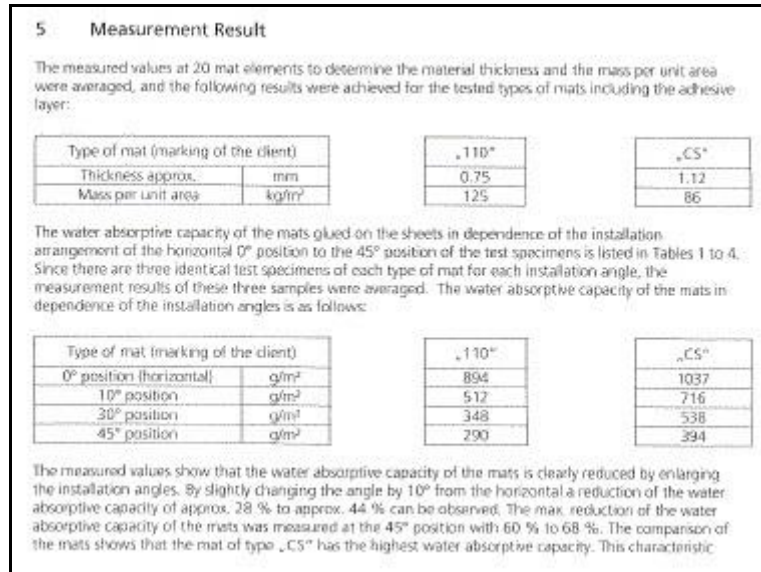 5 Measurement Result
The measured values at 20 mat elements to determine the material thickness and the mass per unit area
were averaged, and the following results were achieved for the tested types of mats including the adhesive
layer:
Type of mat (marking of the client) „110“ „CS“
Thickness approx. mm 0.75 1.12
Mass per unit area kg/m² 125 86
The water absorptive capacity of the mats glued on the sheets in dependence of the installation
arrangement of the horizontal 0° position to the 45° position of the test specimens is listed in Tables 1 to 4.
Since there are three identical test specimens of each type of mat for each installation angle, the
measurement results of these three samples were averaged. The water absorptive capacity of the mats in
dependence of the installation angles is as follows:
Type of mat (marking of the client) „110“ „CS“
0° position (horizontal) g/m² 894 1037
10° position g/m² 512 716
30° position g/m² 348 538
45° position g/m² 290 394
The measured values show that the water absorptive capacity of the mats is clearly reduced by enlarging
the installation angles. By slightly changing the angle by 10° from the horizontal a reduction of the water
absorptive capacity of approx. 28 % to approx. 44 % can be observed. The max. reduction of the water
absorptive capacity of the mats was measured at the 45° position with 60 % to 68 %. The comparison of
the mats shows that the mat of type „CS“ has the highest water absorptive capacity. This characteristic